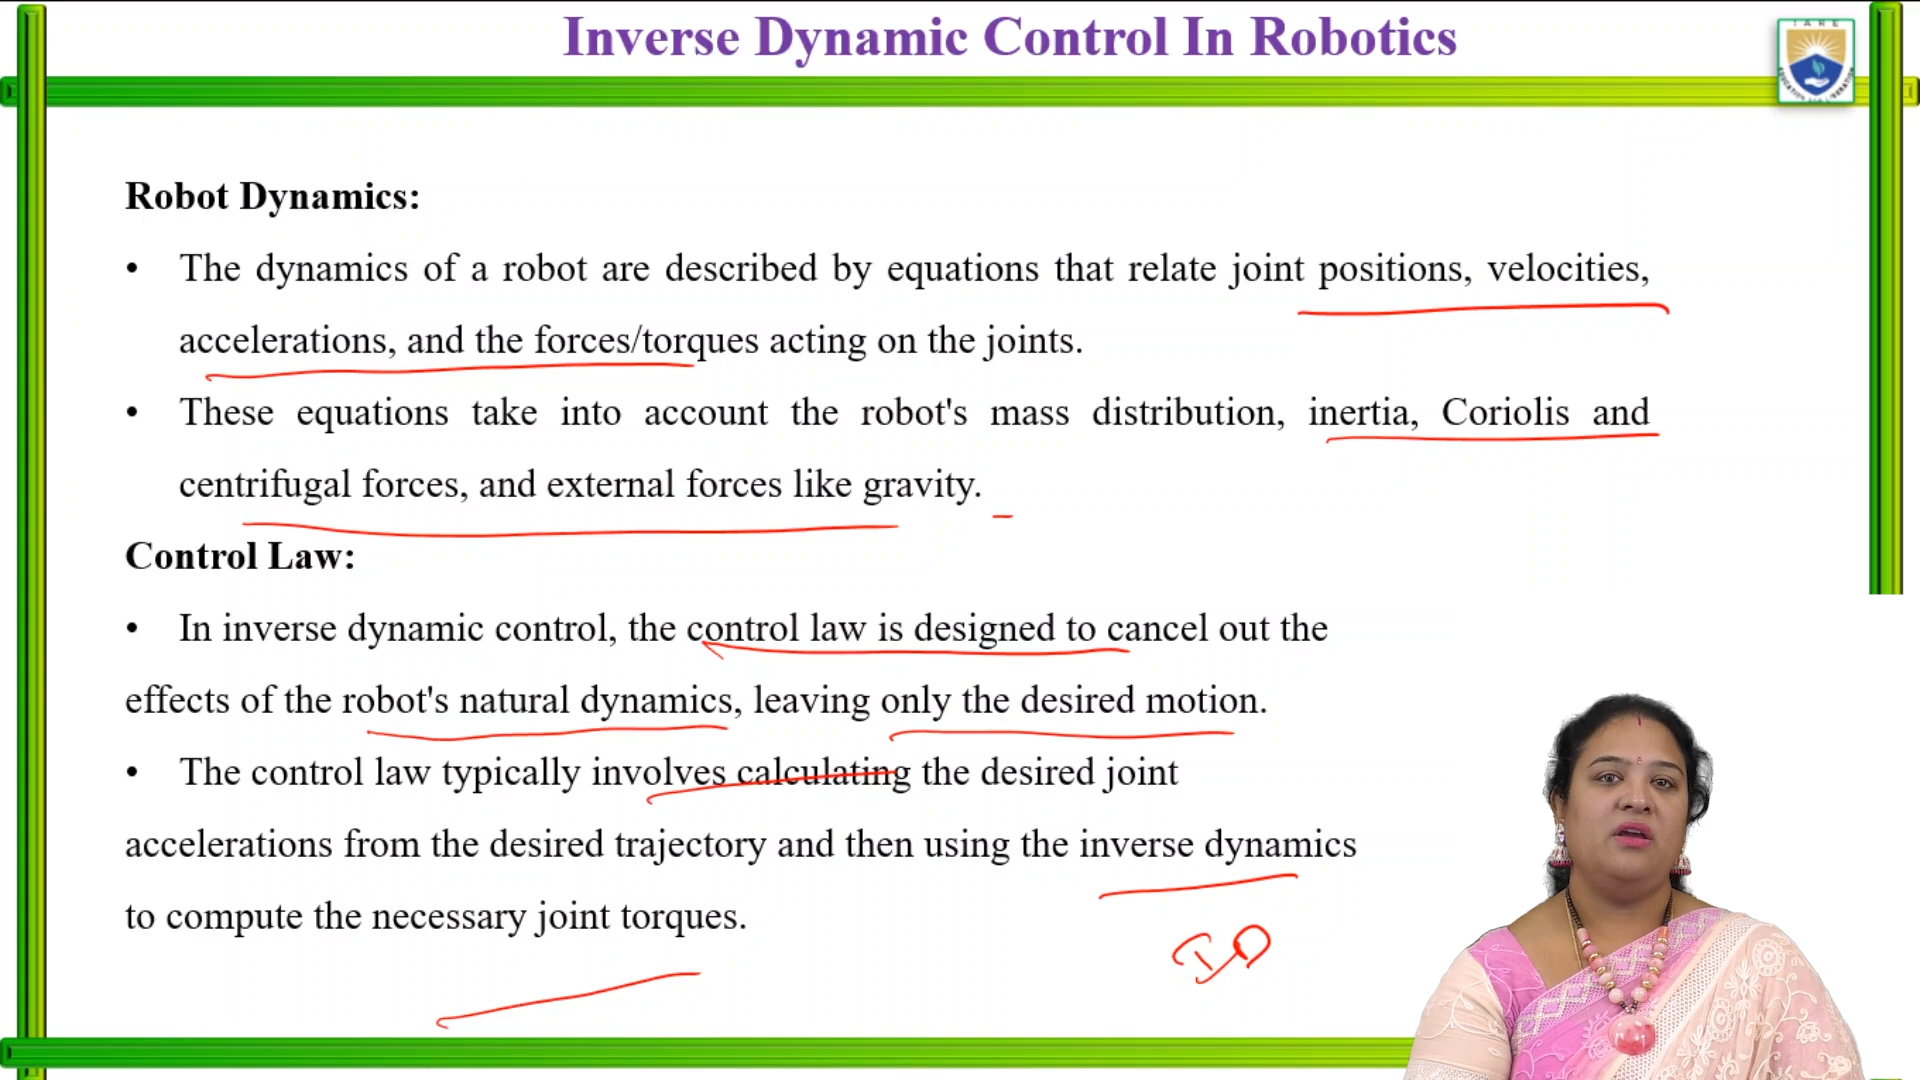 Inverse Dynamic Control In Robotics
IARE
EDUCATION FOR LIBERATION
Robot Dynamics:
• The dynamics of a robot are described by equations that relate joint positions, velocities,
accelerations, and the forces/torques acting on the joints.
• These equations take into account the robot's mass distribution, inertia, Coriolis and
centrifugal forces, and external forces like gravity.
Control Law:
• In inverse dynamic control, the control law is designed to cancel out the
effects of the robot's natural dynamics, leaving only the desired motion.
• The control law typically involves calculating the desired joint
accelerations from the desired trajectory and then using the inverse dynamics
to compute the necessary joint torques.
ID